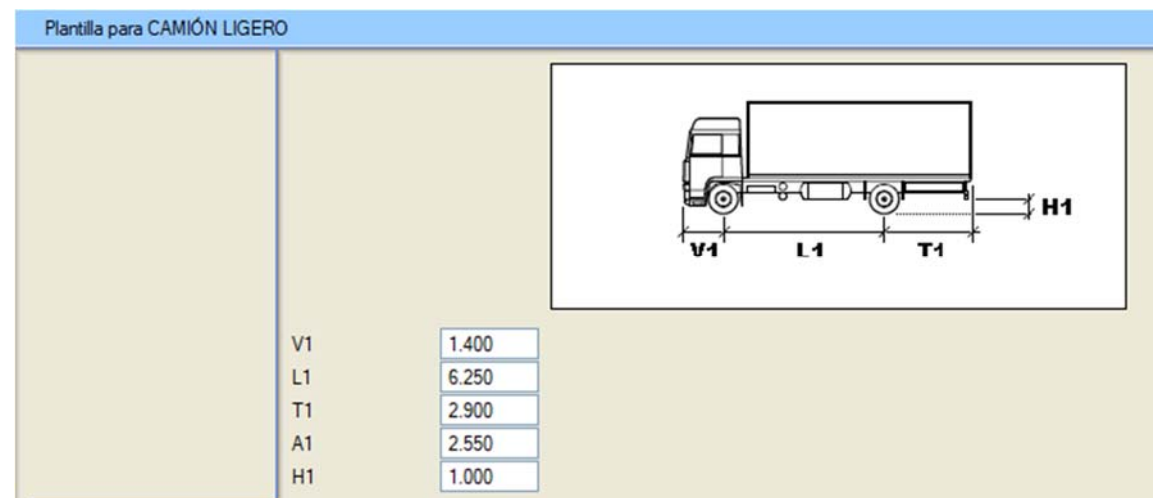 Plantilla para CAMIÓN LIGERO
H1
V1 L1 T1
V1 1.400
L1 6.250
T1 2.900
A1 2.550
H1 1.000